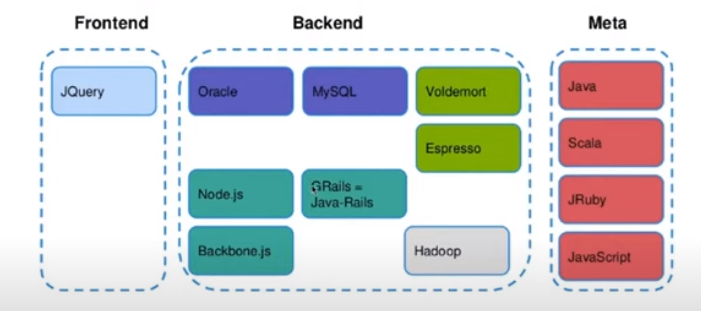 Frontend
Backend
Meta
JQuery
Oracle
MySQL
Voldemort
Espresso
Node.js
GRails =
Java-Rails
Backbone.js
Hadoop
Java
Scala
JRuby
JavaScript